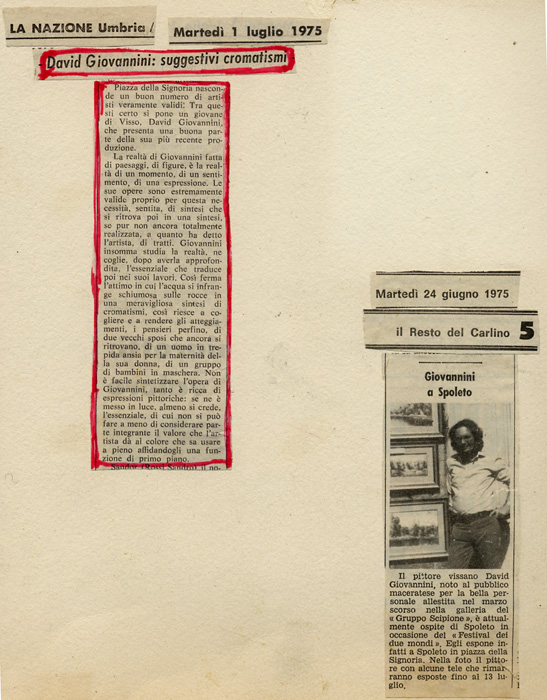 LA NAZIONE Umbria /
Martedì 1 luglio 1975
David Giovannini: suggestivi cromatismi
Piazza della Signoria nascon-
de un buon numero di arti-
sti veramente validi: Tra que-
sti certo si pone un giovane
di Visso, David Giovannini,
che presenta una buona par-
te della sua più recente pro-
duzione.
La realtà di Giovannini fatta
di paesaggi, di figure, è la real-
tà di un momento, di un senti-
mento, di una espressione. Le
sue opere sono estremamente
valide proprio per questa ne-
cessità, sentita, di sintesi che
si ritrova poi in una sintesi,
se pur non ancora totalmente
realizzata, a quanto ha detto
l'artista, di tratti. Giovannini
insomma studia la realtà, ne
coglie, dopo averla approfon-
dita, l'essenziale che traduce
poi nei suoi lavori. Così ferma
l'attimo in cui l'acqua si infran-
ge schiumosa sulle rocce in
una meravigliosa sintesi di
cromatismi, così riesce a co-
gliere e a rendere gli atteggia-
menti, i pensieri perfino, di
due vecchi sposi che ancora si
ritrovano, di un uomo in tre-
pida ansia per la maternità del-
la sua donna, di un gruppo
di bambini in maschera. Non
è facile sintetizzare l'opera di
Giovannini, tanto è ricca di
espressioni pittoriche: se ne è
messo in luce, almeno si crede,
l'essenziale, di cui non si può
fare a meno di considerare par-
te integrante il valore che l'ar-
tista dà al colore che sa usare
a pieno affidandogli una fun-
zione di primo piano.
Sandor (Rossi Sandro) il po-
Martedì 24 giugno 1975
il Resto del Carlino 5
Giovannini
a Spoleto
Il pittore vissano David
Giovannini, noto al pubblico
maceratese per la bella per-
sonale allestita nel marzo
scorso nella galleria del
«Gruppo Scipione», è attual-
mente ospite di Spoleto in
occasione del «Festival dei
due mondi». Egli espone in-
fatti a Spoleto in piazza della
Signoria. Nella foto il pitto-
re con alcune tele che rimar-
ranno esposte fino al 13 lu-
glio.